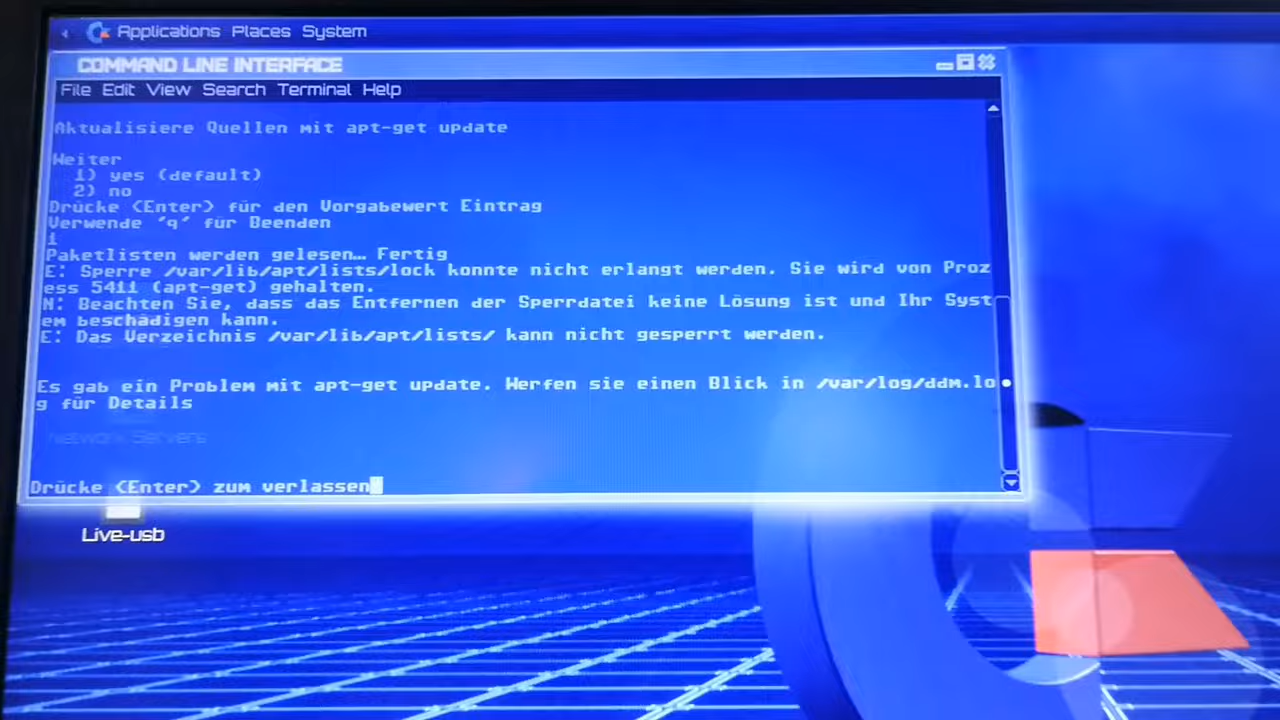 Applications Places System
COMMAND LINE INTERFACE
File Edit View Search Terminal Help
Aktualisiere Quellen mit apt-get update
Weiter
1) yes (default)
2) no
Drücke <Enter> für den Vorgabewert Eintrag
Verwende 'q' für Beenden
1
Paketlisten werden gelesen… Fertig
E: Sperre /var/lib/apt/lists/lock konnte nicht erlangt werden. Sie wird von Proz
ess 5411 (apt-get) gehalten.
N: Beachten Sie, dass das Entfernen der Sperrdatei keine Lösung ist und Ihr Syst
em beschädigen kann.
E: Das Verzeichnis /var/lib/apt/lists/ kann nicht gesperrt werden.
Es gab ein Problem mit apt-get update. Werfen sie einen Blick in /var/log/ddm.lo
g für Details
Network Servers
Drücke <Enter> zum verlassen
Live-usb